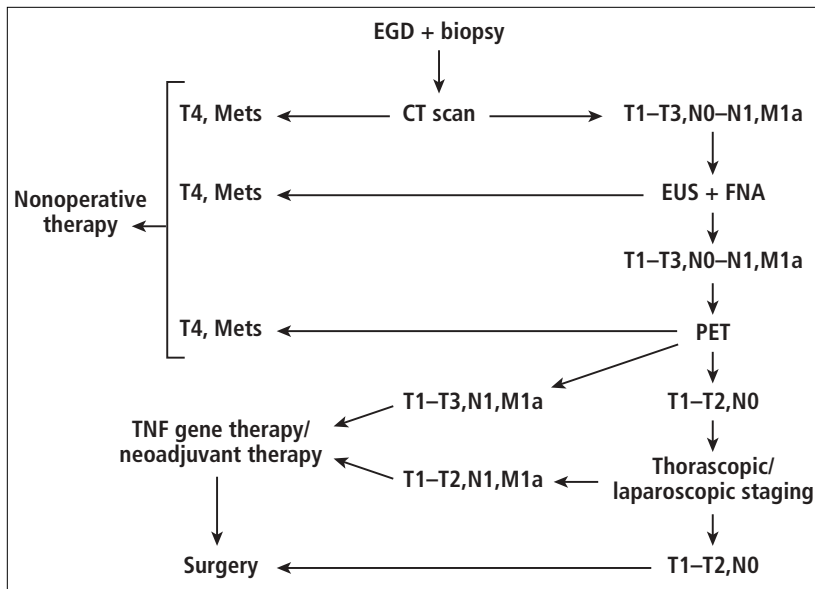 EGD + biopsy
T4, Mets
CT scan
T1–T3,N0–N1,M1a
Nonoperative
therapy
T4, Mets
EUS + FNA
T1–T3,N0–N1,M1a
T4, Mets
PET
T1–T3,N1,M1a
T1–T2,N0
TNF gene therapy/
neoadjuvant therapy
T1–T2,N1,M1a
Thorascopic/
laparoscopic staging
Surgery
T1–T2,N0